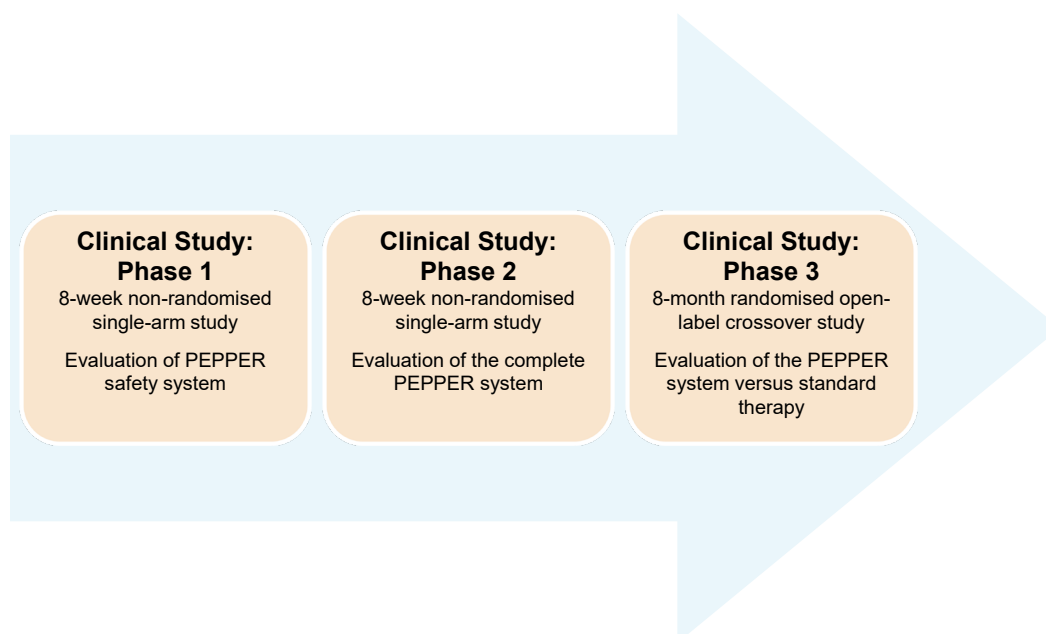 Clinical Study:
Phase 1
8-week non-randomised
single-arm study
Evaluation of PEPPER
safety system
Clinical Study:
Phase 2
8-week non-randomised
single-arm study
Evaluation of the complete
PEPPER system
Clinical Study:
Phase 3
8-month randomised open-
label crossover study
Evaluation of the PEPPER
system versus standard
therapy